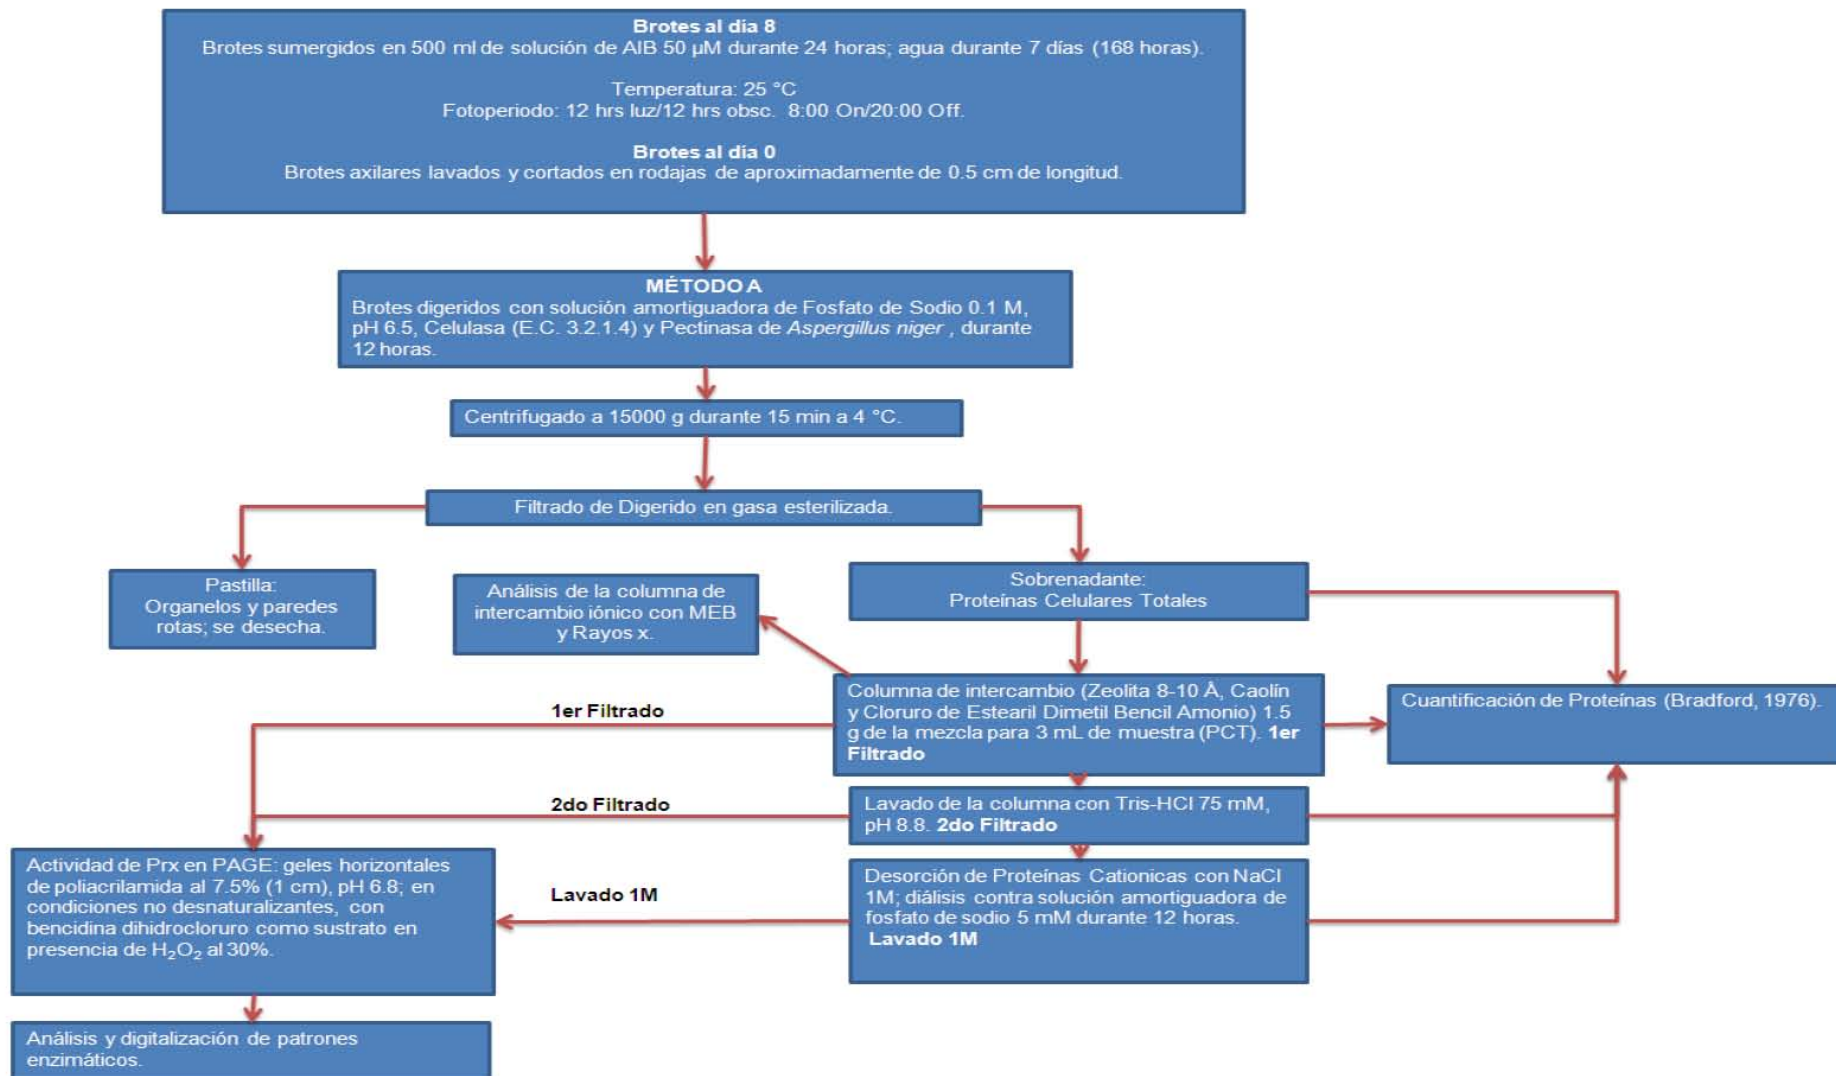 Brotes al día 8
Brotes sumergidos en 500 ml de solución de AIB 50 µM durante 24 horas; agua durante 7 días (168 horas).
Temperatura: 25 °C
Fotoperiodo: 12 hrs luz/12 hrs obsc. 8:00 On/20:00 Off.
Brotes al día 0
Brotes axilares lavados y cortados en rodajas de aproximadamente de 0.5 cm de longitud.
MÉTODO A
Brotes digeridos con solución amortiguadora de Fosfato de Sodio 0.1 M,
pH 6.5, Celulasa (E.C. 3.2.1.4) y Pectinasa de Aspergillus niger , durante
12 horas.
Centrifugado a 15000 g durante 15 min a 4 °C.
Filtrado de Digerido en gasa esterilizada.
Pastilla:
Organelos y paredes
rotas; se desecha.
Análisis de la columna de
intercambio iónico con MEB
y Rayos x.
Sobrenadante:
Proteínas Celulares Totales
Columna de intercambio (Zeolita 8-10 Å, Caolín
y Cloruro de Estearil Dimetil Bencil Amonio) 1.5
g de la mezcla para 3 mL de muestra (PCT). 1er
Filtrado
Cuantificación de Proteínas (Bradford, 1976).
1er Filtrado
2do Filtrado
Lavado de la columna con Tris-HCl 75 mM,
pH 8.8. 2do Filtrado
Actividad de Prx en PAGE: geles horizontales
de poliacrilamida al 7.5% (1 cm), pH 6.8; en
condiciones no desnaturalizantes, con
bencidina dihidrocloruro como sustrato en
presencia de H₂O₂ al 30%.
Lavado 1M
Desorción de Proteínas Cationicas con NaCl
1M; diálisis contra solución amortiguadora de
fosfato de sodio 5 mM durante 12 horas.
Lavado 1M
Análisis y digitalización de patrones
enzimáticos.